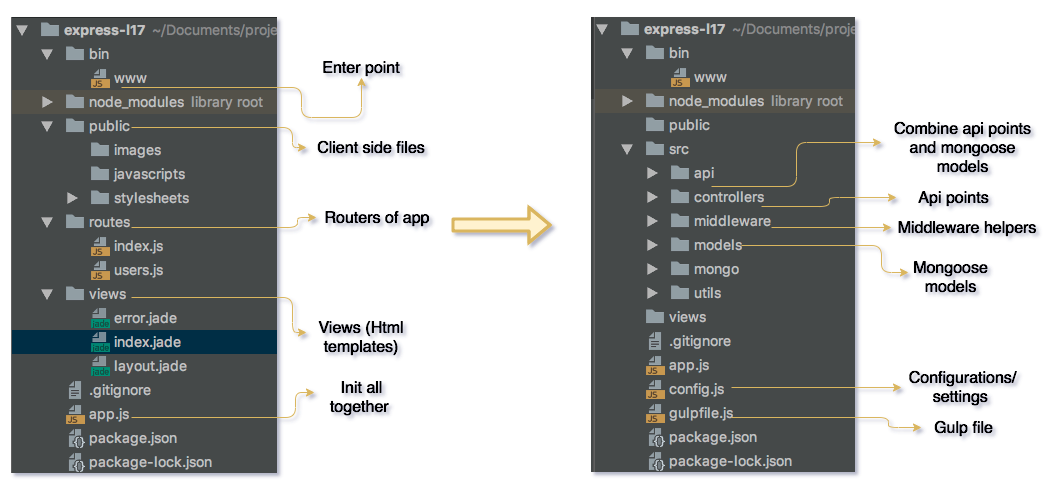 express-l17 ~/Documents/proje
bin
www
node_modules library root
public
images
javascripts
stylesheets
routes
index.js
users.js
views
error.jade
index.jade
layout.jade
.gitignore
app.js
package.json
package-lock.json
Enter point
Client side files
Routers of app
Views (Html
templates)
Init all
together
express-l17 ~/Documents/proje
bin
www
node_modules library root
public
src
api
controllers
middleware
models
mongo
utils
views
.gitignore
app.js
config.js
gulpfile.js
package.json
package-lock.json
Combine api points
and mongoose
models
Api points
Middleware helpers
Mongoose
models
Configurations/
settings
Gulp file